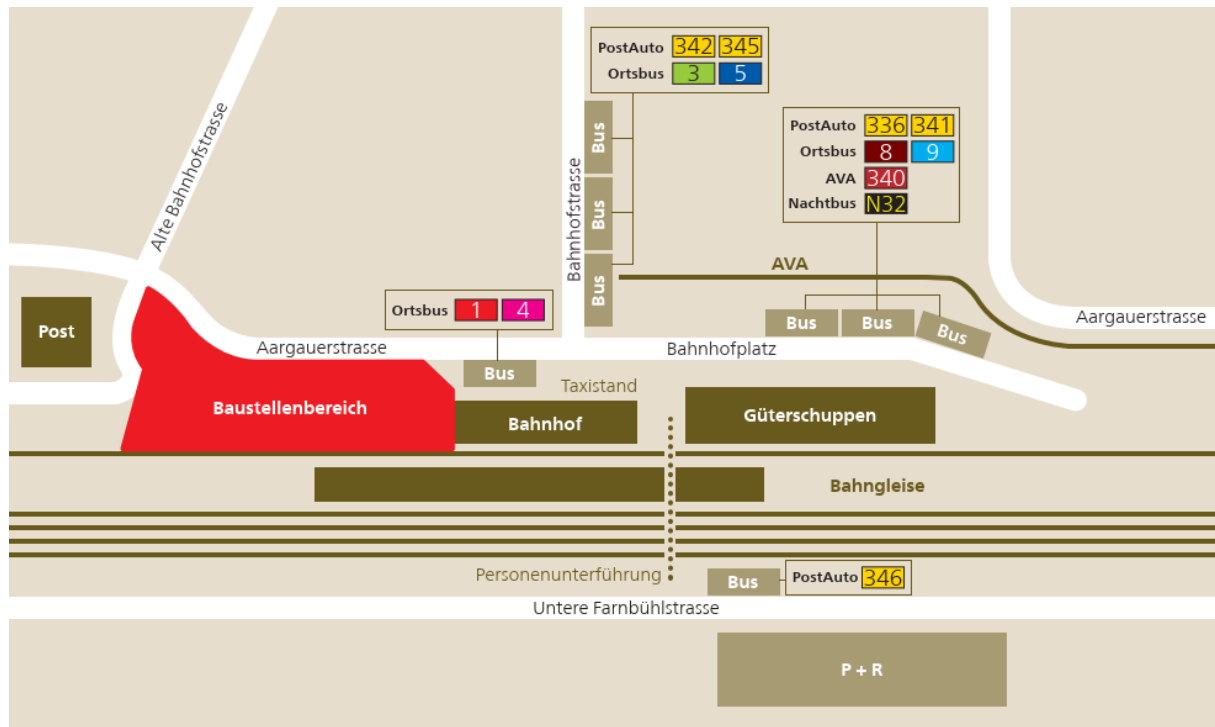 PostAuto 342 345
Ortsbus 3 5
Bus
Bus
Bus
PostAuto 336 341
Ortsbus 8 9
AVA 340
Nachtbus N32
Alte Bahnhofstrasse
Bahnhofstrasse
AVA
Post
Ortsbus 1 4
Bus
Bus
Bus
Aargauerstrasse
Aargauerstrasse
Bahnhofplatz
Bus
Taxistand
Baustellenbereich
Bahnhof
Güterschuppen
Bahngleise
Personenunterführung
Bus
PostAuto 346
Untere Farnbühlstrasse
P + R